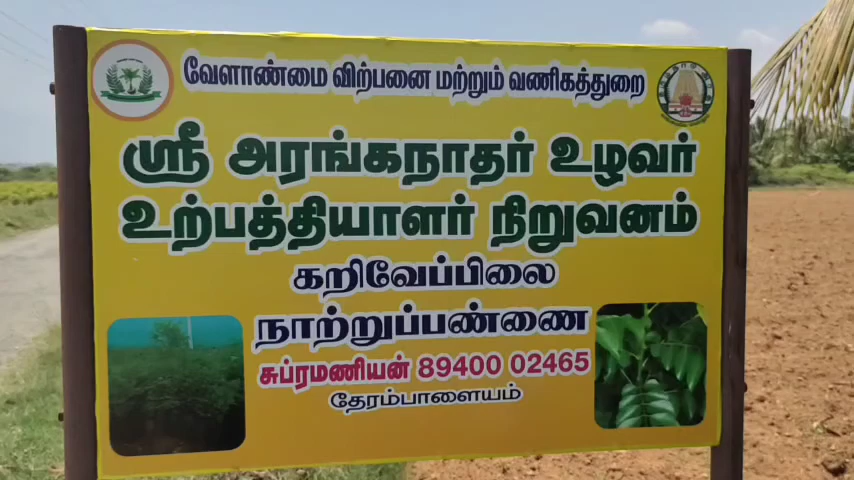 வேளாண்மை விற்பனை மற்றும் வணிகத்துறை
ஸ்ரீ அரங்கநாதர் உழவர்
உற்பத்தியாளர் நிறுவனம்
கறிவேப்பிலை
நாற்றுப்பண்ணை
சுப்ரமணியன் 89400 02465
தேரம்பாளையம்